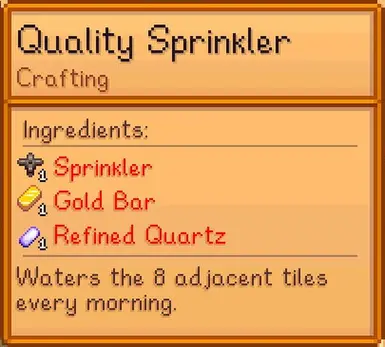 Quality Sprinkler
Crafting
Ingredients:
1 Sprinkler
1 Gold Bar
1 Refined Quartz
Waters the 8 adjacent tiles
every morning.